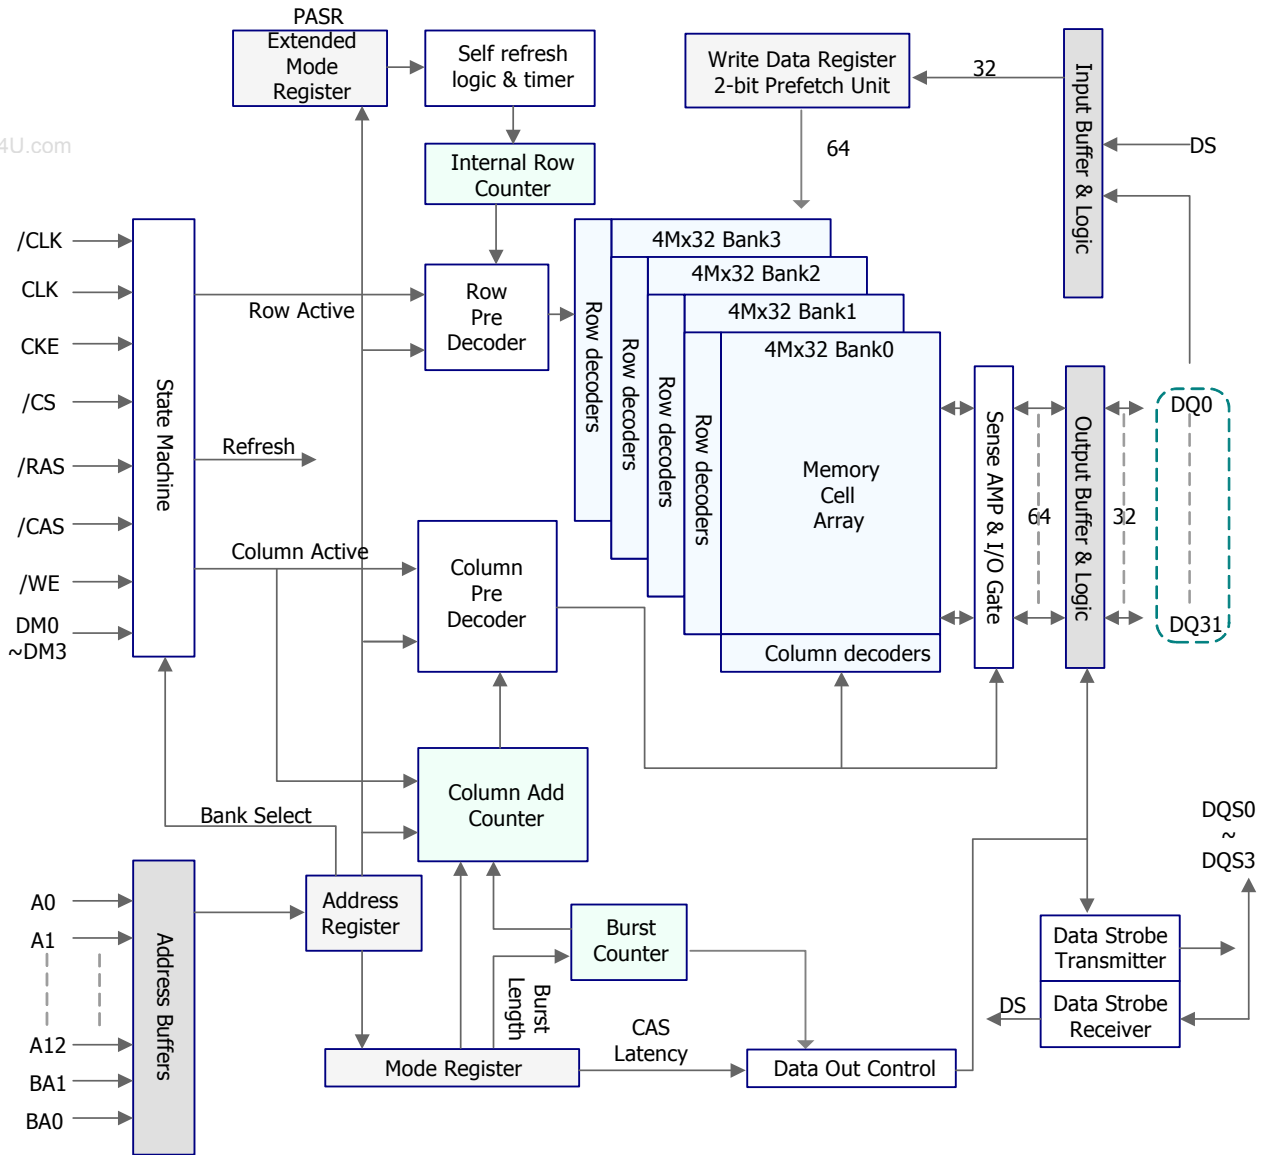 PASR
Extended
Mode
Register
Self refresh
logic & timer
Write Data Register
2-bit Prefetch Unit
32
Input Buffer & Logic
DS
64
4U.com
Internal Row
Counter
/CLK
CLK
CKE
/CS
/RAS
/CAS
/WE
DM0
~DM3
State Machine
Row Active
Refresh
Column Active
Row
Pre
Decoder
Row decoders
Row decoders
Row decoders
Row decoders
4Mx32 Bank3
4Mx32 Bank2
4Mx32 Bank1
4Mx32 Bank0
Memory
Cell
Array
Column decoders
Sense AMP & I/O Gate
64
Output Buffer & Logic
32
DQ0
DQ31
Column
Pre
Decoder
Column Add
Counter
Bank Select
A0
A1
A12
BA1
BA0
Address Buffers
Address
Register
Burst
Counter
Burst
Length
CAS
Latency
Mode Register
Data Out Control
DQS0
~
DQS3
Data Strobe
Transmitter
DS
Data Strobe
Receiver